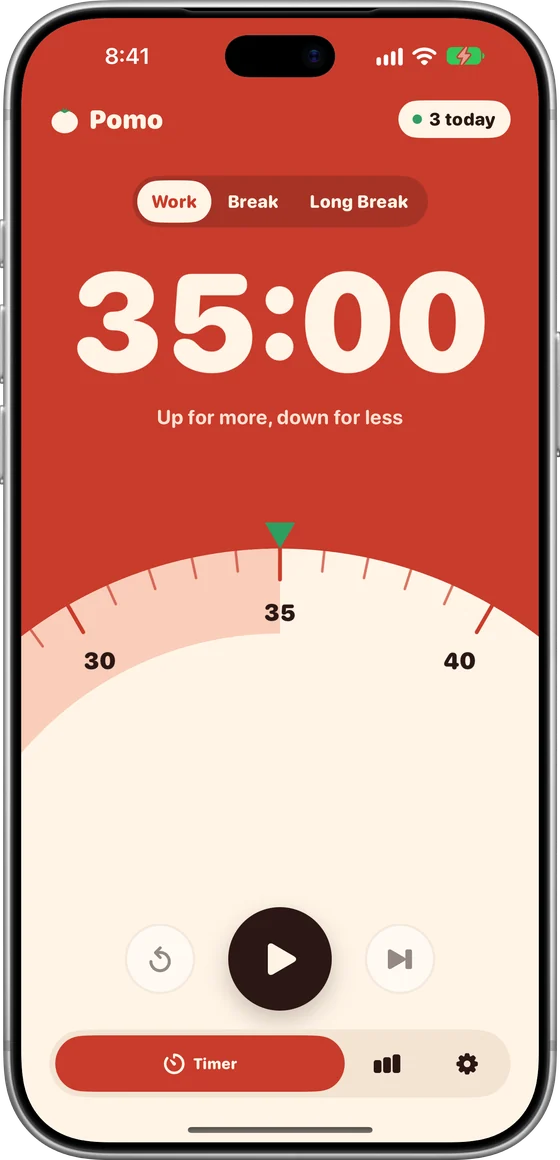 8:41
Pomo
3 today
Work Break Long Break
35:00
Up for more, down for less
35
30 40
Timer